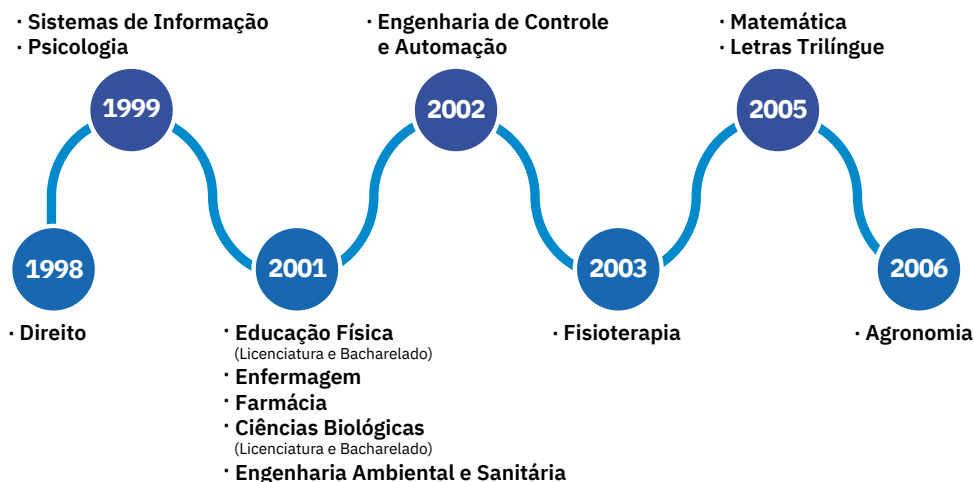 · Sistemas de Informação
· Psicologia
· Engenharia de Controle
e Automação
· Matemática
· Letras Trilíngue
1999
2002
2005
1998
2001
2003
2006
· Direito
· Educação Física
(Licenciatura e Bacharelado)
· Enfermagem
· Farmácia
· Ciências Biológicas
(Licenciatura e Bacharelado)
· Engenharia Ambiental e Sanitária
· Fisioterapia
· Agronomia